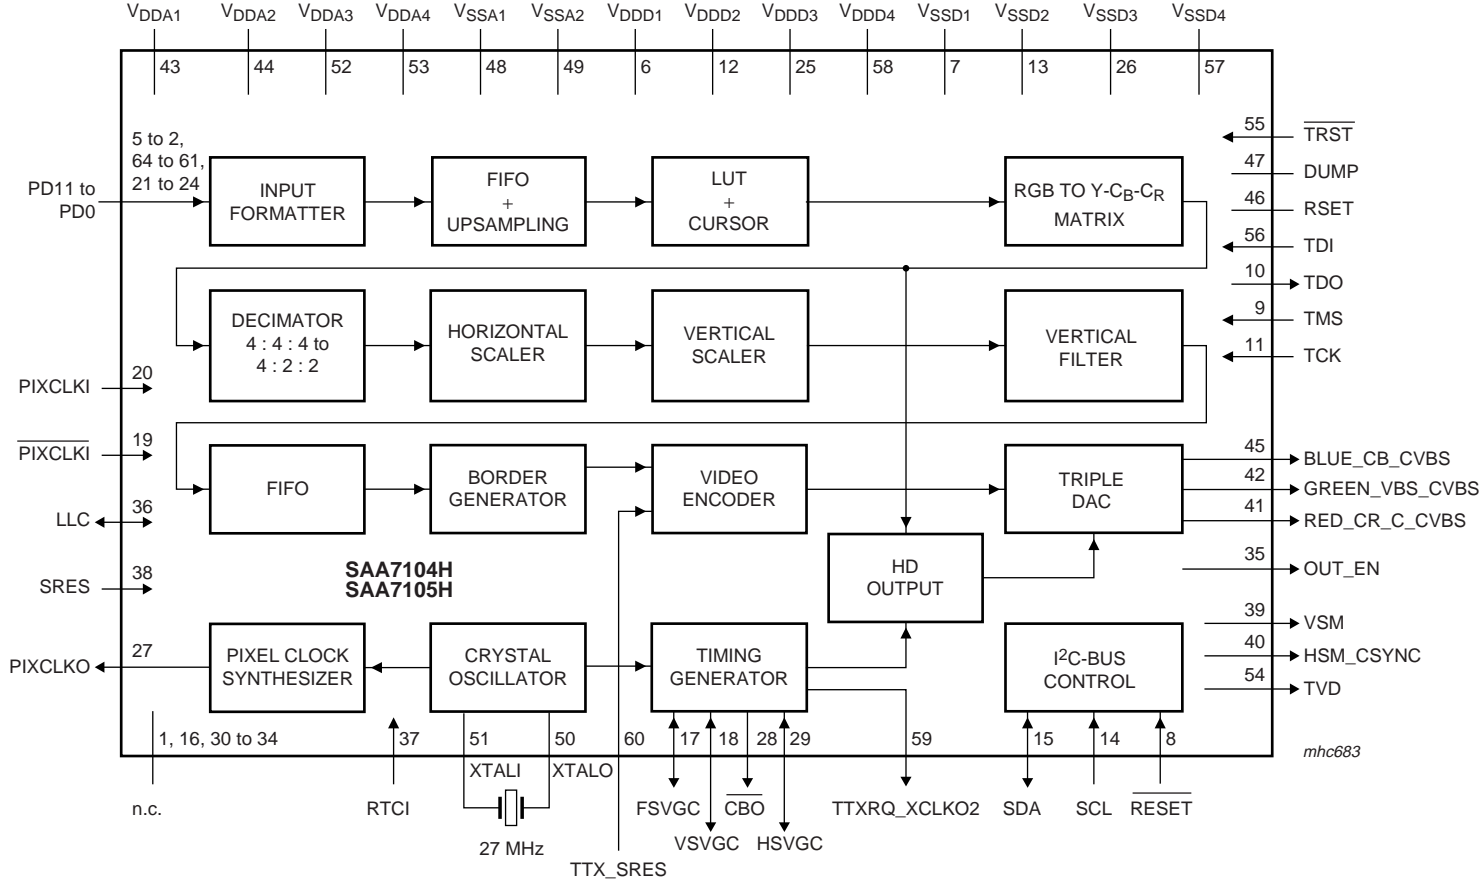 VDDA1 VDDA2 VDDA3 VDDA4 VSSA1 VSSA2 VDDD1 VDDD2 VDDD3 VDDD4 VSSD1 VSSD2 VSSD3 VSSD4
43 44 52 53 48 49 6 12 25 58 7 13 26 57
5 to 2,
64 to 61,
21 to 24
PD11 to
PD0
INPUT
FORMATTER
FIFO
+
UPSAMPLING
LUT
+
CURSOR
RGB TO Y-CB-CR
MATRIX
55 TRST
47 DUMP
46 RSET
56 TDI
10 TDO
9 TMS
11 TCK
DECIMATOR
4 : 4 : 4 to
4 : 2 : 2
HORIZONTAL
SCALER
VERTICAL
SCALER
VERTICAL
FILTER
PIXCLKI 20
PIXCLKI 19
LLC 36
SRES 38
PIXCLKO 27
FIFO
BORDER
GENERATOR
VIDEO
ENCODER
TRIPLE
DAC
45 BLUE_CB_CVBS
42 GREEN_VBS_CVBS
41 RED_CR_C_CVBS
35 OUT_EN
39 VSM
40 HSM_CSYNC
54 TVD
SAA7104H
SAA7105H
HD
OUTPUT
PIXEL CLOCK
SYNTHESIZER
CRYSTAL
OSCILLATOR
TIMING
GENERATOR
I2C-BUS
CONTROL
1, 16, 30 to 34 37 51 50 60 17 18 28 29 59 15 14 8
mhc683
XTALI XTALO
n.c. RTCI FSVGC CBO TTXRQ_XCLKO2 SDA SCL RESET
27 MHz VSVGC HSVGC
TTX_SRES